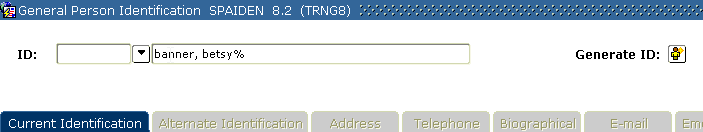 General Person Identification SPAIDEN 8.2 (TRNG8)
ID: banner, betsy% Generate ID:
Current Identification Alternate Identification Address Telephone Biographical E-mail